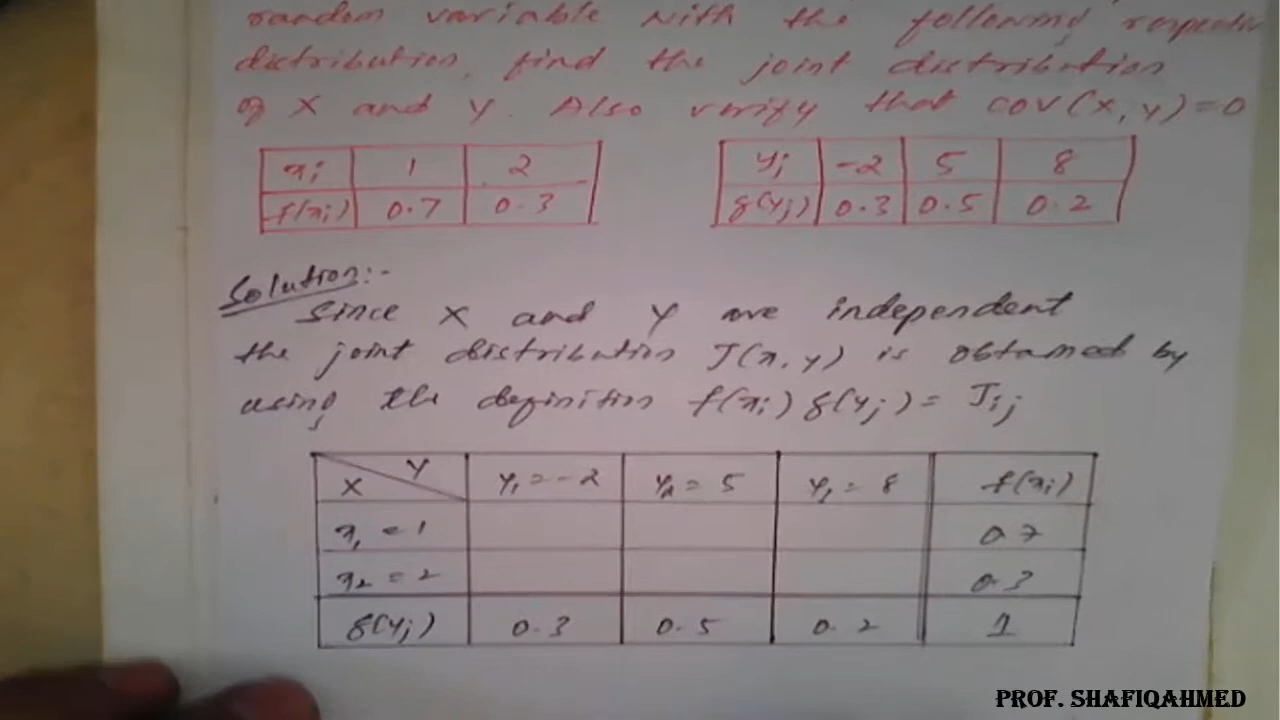 random variable with the following respective
distribution, find the joint distribution
of X and Y. Also verify that COV(X, Y) = 0
xi 1 2
f(xi) 0.7 0.3
yj -2 5 8
g(yj) 0.3 0.5 0.2
Solution:-
Since X and Y are independent
the joint distribution J(x, y) is obtained by
using the definition f(xi) g(yj) = Jij
X Y y1 = -2 y2 = 5 y3 = 8 f(xi)
x1 = 1 0.7
x2 = 2 0.3
g(yj) 0.3 0.5 0.2 1
PROF. SHAFIQAHMED